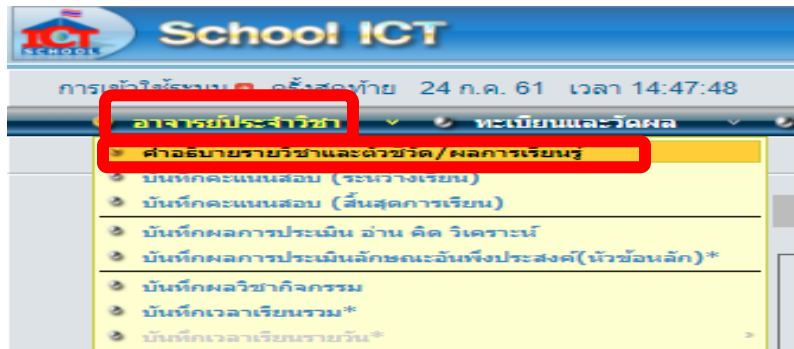 ICT
SCHOOL
School ICT
การเข้าใช้ระบบ ครั้งสุดท้าย 24 ก.ค. 61 เวลา 14:47:48
อาจารย์ประจำวิชา ทะเบียนและวัดผล
คำอธิบายรายวิชาและตัวชี้วัด/ผลการเรียนรู้
บันทึกคะแนนสอบ (ระหว่างเรียน)
บันทึกคะแนนสอบ (สิ้นสุดการเรียน)
บันทึกผลการประเมิน อ่าน คิด วิเคราะห์
บันทึกผลการประเมินลักษณะอันพึงประสงค์(หัวข้อหลัก)*
บันทึกผลวิชากิจกรรม
บันทึกเวลาเรียนรวม*
บันทึกเวลาเรียนรายวัน*